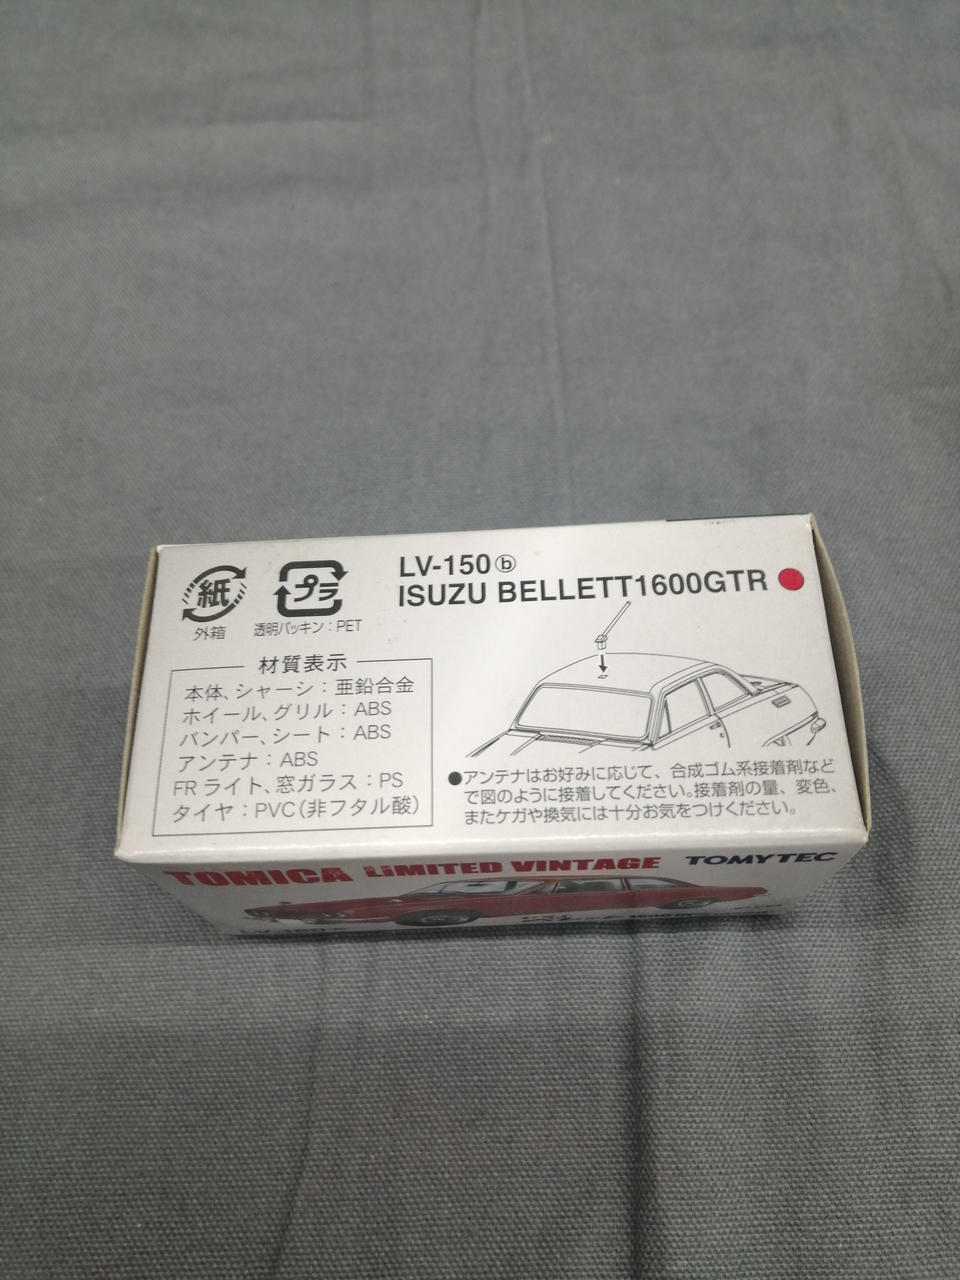 紙
外箱
プラ
透明パッキン：PET
LV-150ⓑ
ISUZU BELLETT1600GTR
材質表示
本体、シャーシ：亜鉛合金
ホイール、グリル：ABS
バンパー、シート：ABS
アンテナ：ABS
FRライト、窓ガラス：PS
タイヤ：PVC（非フタル酸）
●アンテナはお好みに応じて、合成ゴム系接着剤など
で図のように接着してください。接着剤の量、変色、
またケガや換気には十分お気をつけください。
TOMICA LiMITED VINTAGE
TOMYTEC